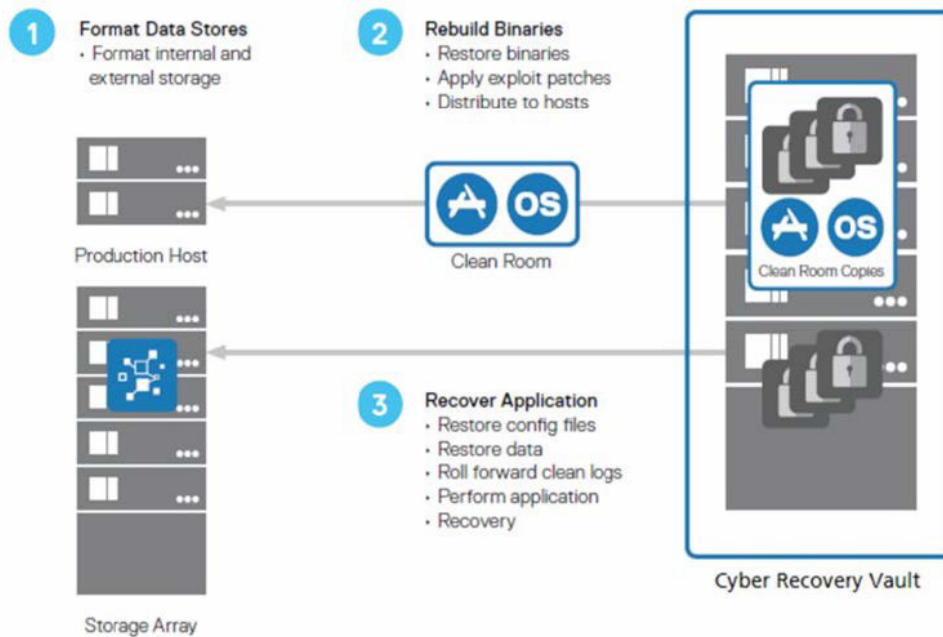 1
Format Data Stores
• Format internal and
external storage
2
Rebuild Binaries
• Restore binaries
• Apply exploit patches
• Distribute to hosts
OS
Clean Room
OS
Clean Room Copies
Production Host
3
Recover Application
• Restore config files
• Restore data
• Roll forward clean logs
• Perform application
• Recovery
Storage Array
Cyber Recovery Vault